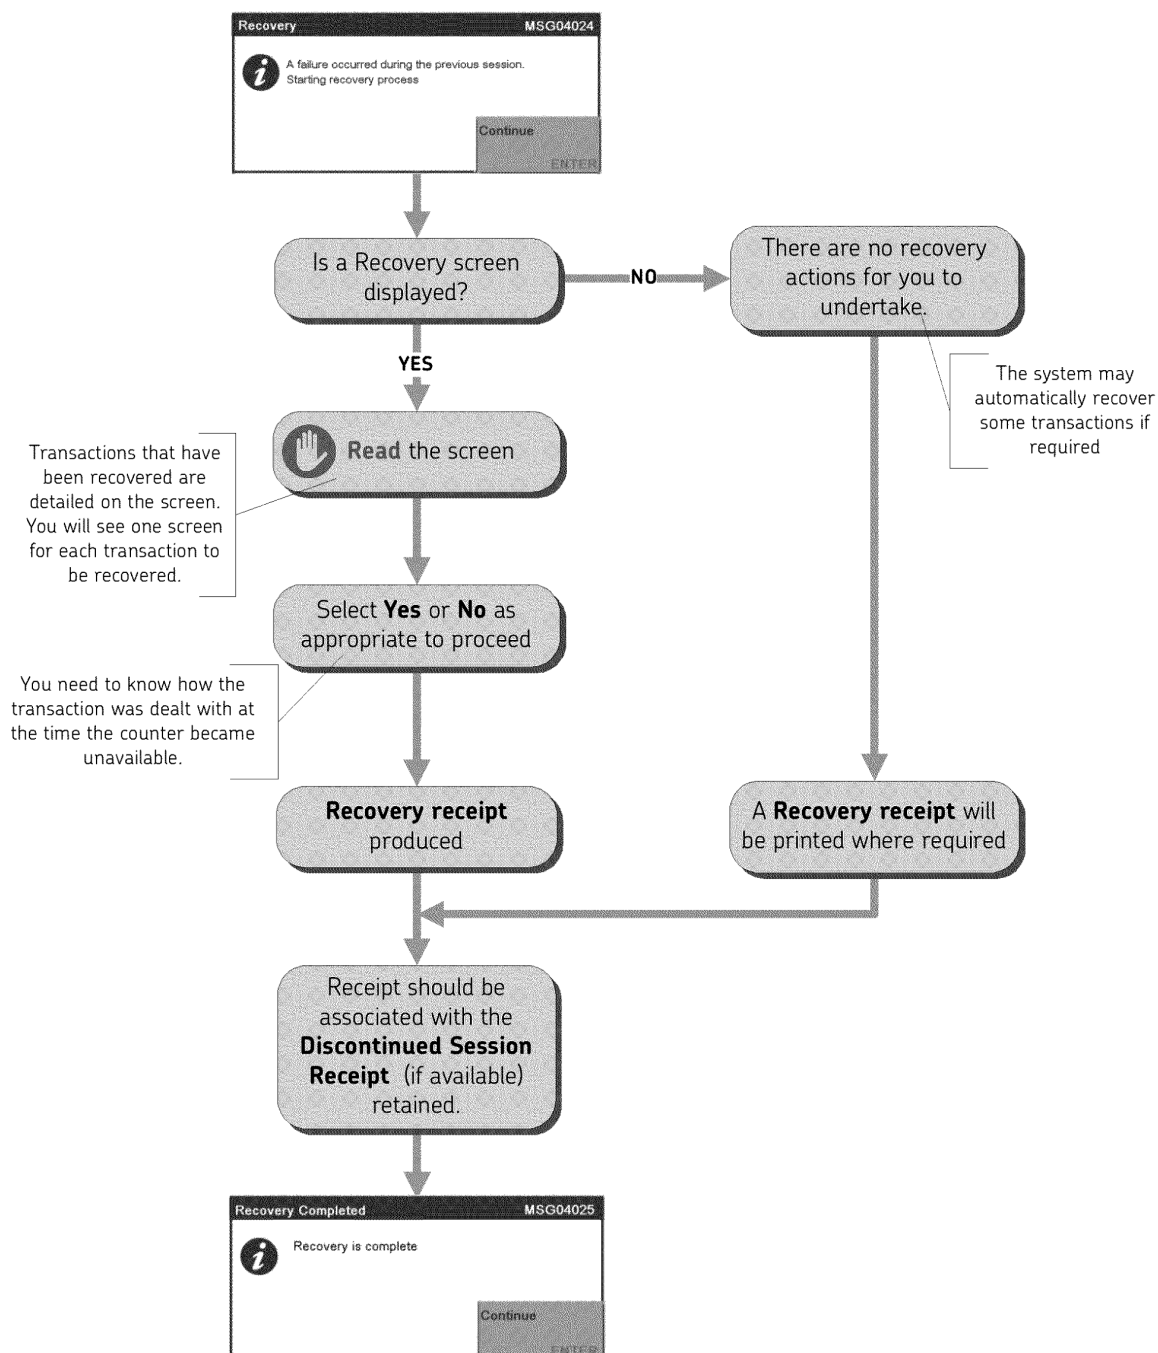 Recovery MSG04024
A failure occurred during the previous session.
Starting recovery process
Continue
ENTER
Is a Recovery screen
displayed?
NO
There are no recovery
actions for you to
undertake.
The system may
automatically recover
some transactions if
required
YES
Read the screen
Transactions that have
been recovered are
detailed on the screen.
You will see one screen
for each transaction to
be recovered.
Select Yes or No as
appropriate to proceed
You need to know how the
transaction was dealt with at
the time the counter became
unavailable.
Recovery receipt
produced
A Recovery receipt will
be printed where required
Receipt should be
associated with the
Discontinued Session
Receipt (if available)
retained.
Recovery Completed MSG04025
Recovery is complete
Continue
ENTER